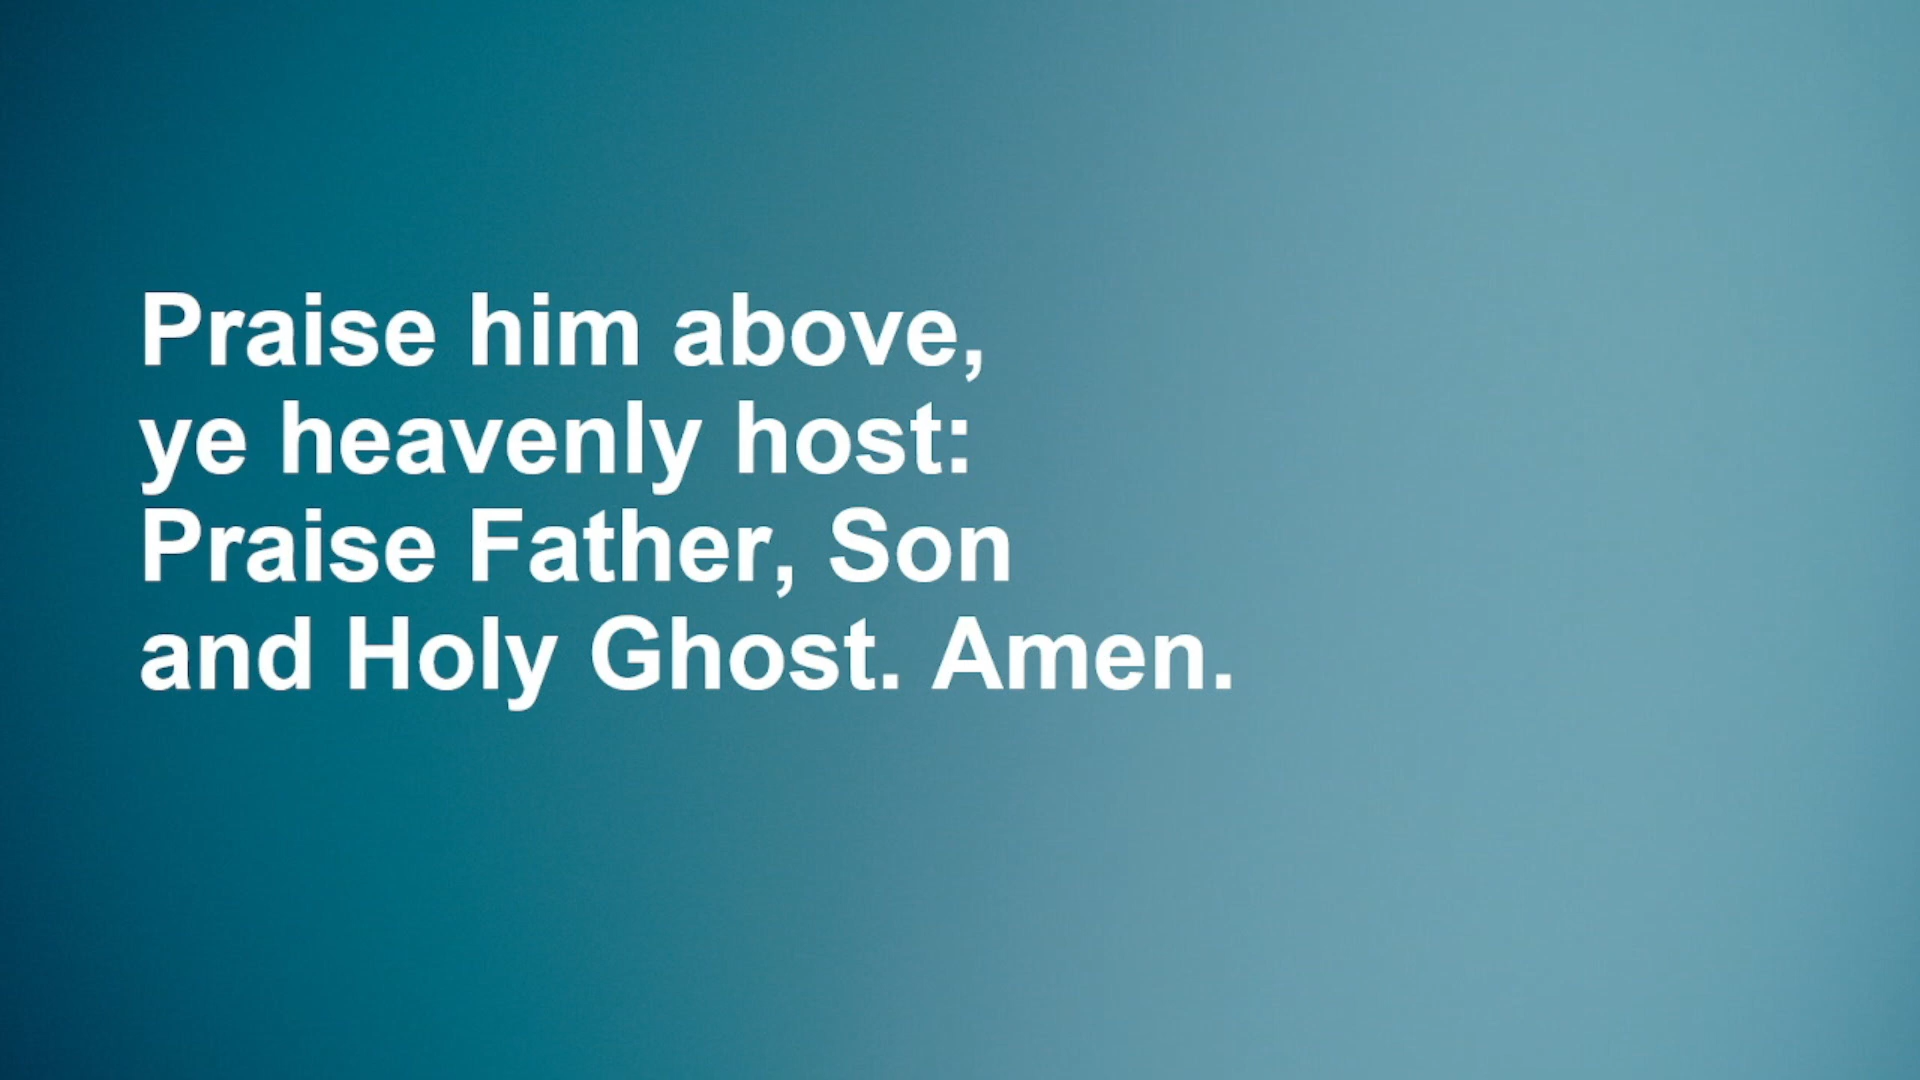 Praise him above,
ye heavenly host:
Praise Father, Son
and Holy Ghost. Amen.